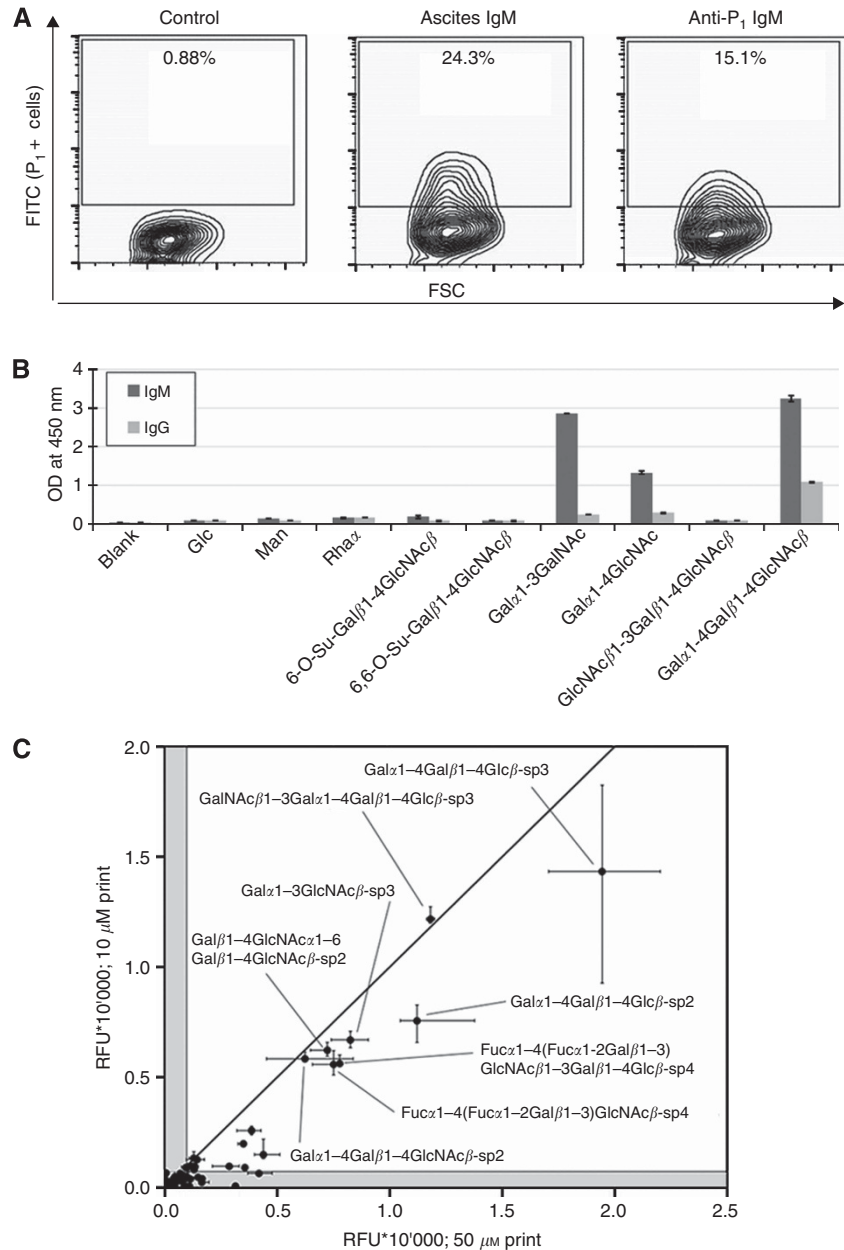 A
Control
Ascites IgM
Anti-P1 IgM
0.88%
24.3%
15.1%
FITC (P1 + cells)
FSC
B
OD at 450 nm
4
3
2
1
0
IgM
IgG
Blank
Glc
Man
Rhaα
6-O-Su-Galβ1-4GlcNAcβ
6,6-O-Su-Galβ1-4GlcNAcβ
Galα1-3GalNAc
Galα1-4GlcNAc
GlcNAcβ1-3Galβ1-4GlcNAcβ
Galα1-4Galβ1-4GlcNAcβ
C
RFU*10'000; 10 μM print
2.0
1.5
1.0
0.5
0.0
Galα1–4Galβ1–4Glcβ-sp3
GalNAcβ1–3Galα1–4Galβ1–4Glcβ-sp3
Galα1–3GlcNAcβ-sp3
Galβ1–4GlcNAcα1–6
Galβ1–4GlcNAcβ-sp2
Galα1–4Galβ1–4Glcβ-sp2
Fucα1–4(Fucα1-2Galβ1–3)
GlcNAcβ1–3Galβ1–4Glcβ-sp4
Fucα1–4(Fucα1–2Galβ1–3)GlcNAcβ-sp4
Galα1–4Galβ1–4GlcNAcβ-sp2
0.0
0.5
1.0
1.5
2.0
2.5
RFU*10'000; 50 μM print